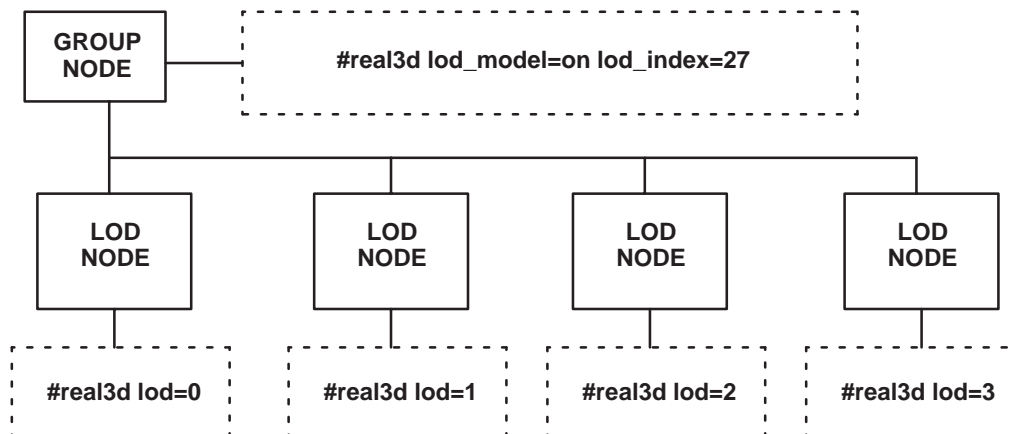 GROUP
NODE
#real3d lod_model=on lod_index=27
LOD
NODE
LOD
NODE
LOD
NODE
LOD
NODE
#real3d lod=0
#real3d lod=1
#real3d lod=2
#real3d lod=3